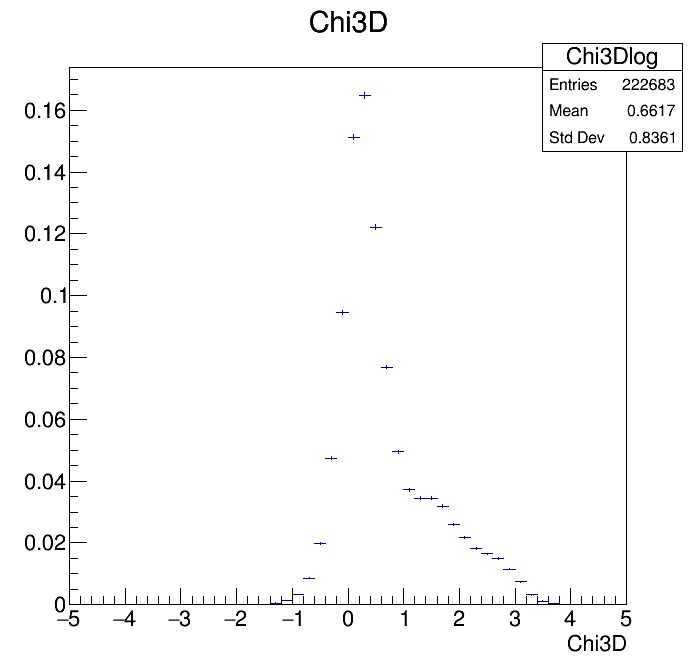 Chi3D
Chi3Dlog
Entries 222683
Mean 0.6617
Std Dev 0.8361
0.16
0.14
0.12
0.1
0.08
0.06
0.04
0.02
0
−5 −4 −3 −2 −1 0 1 2 3 4 5
Chi3D